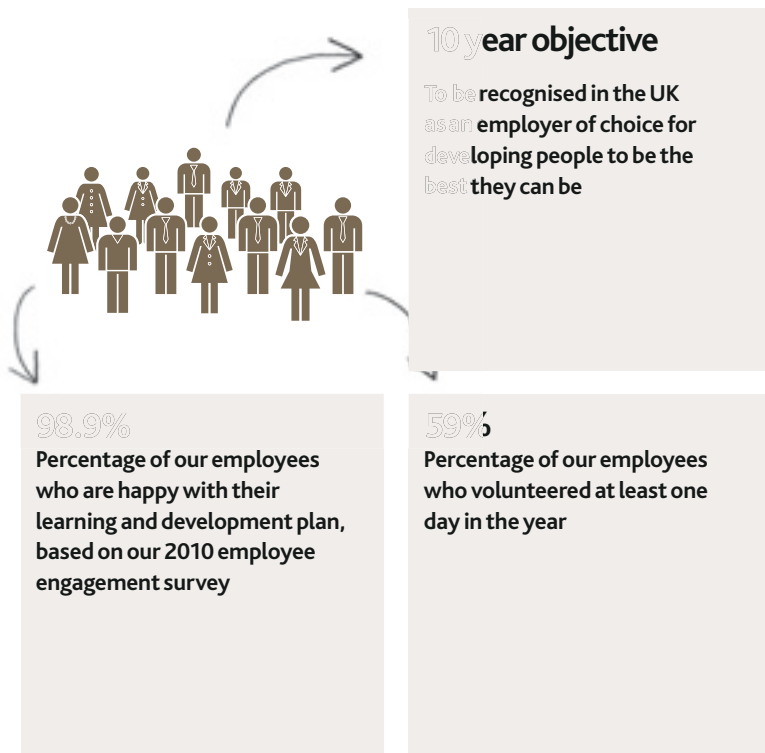 10 year objective
To be recognised in the UK
as an employer of choice for
developing people to be the
best they can be
98.9%
Percentage of our employees
who are happy with their
learning and development plan,
based on our 2010 employee
engagement survey
59%
Percentage of our employees
who volunteered at least one
day in the year